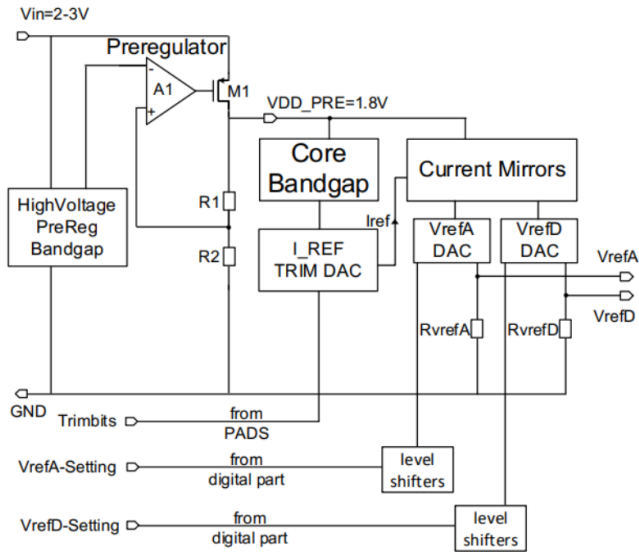 Vin=2-3V
Preregulator
-
A1
+
M1
VDD_PRE=1.8V
Core
Bandgap
Current Mirrors
HighVoltage
PreReg
Bandgap
R1
R2
Iref
I_REF
TRIM DAC
VrefA
DAC
VrefD
DAC
VrefA
VrefD
RvrefA
RvrefD
GND
Trimbits
from
PADS
VrefA-Setting
from
digital part
level
shifters
VrefD-Setting
from
digital part
level
shifters